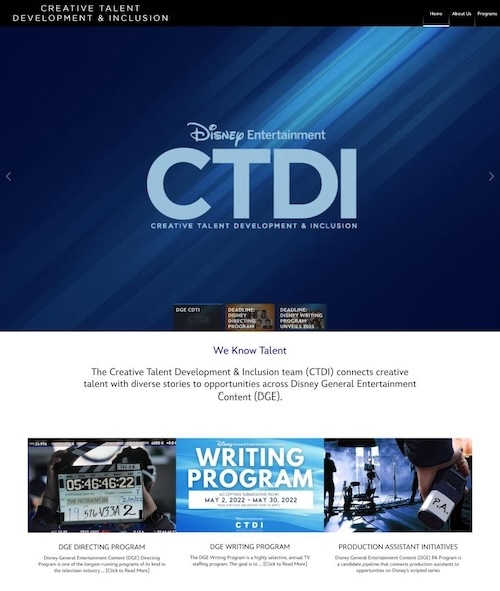 CREATIVE TALENT
DEVELOPMENT & INCLUSION
Home About Us Programs
Disney Entertainment
CTDI
CREATIVE TALENT DEVELOPMENT & INCLUSION
DGE CDTI
DEADLINE:
DISNEY
DIRECTING
PROGRAM
DEADLINE:
DISNEY WRITING
PROGRAM
UNVEILS
We Know Talent
The Creative Talent Development & Inclusion team (CTDI) connects creative
talent with diverse stories to opportunities across Disney General Entertainment
Content (DGE).
05:46:46:22
2
Disney General Entertainment Content
WRITING
PROGRAM
ACCEPTING SUBMISSIONS NOW!
MAY 2, 2022 - MAY 30, 2022
CTDI
P.A.
DGE DIRECTING PROGRAM
Disney General Entertainment Content (DGE) Directing
Program is one of the longest-running programs of its kind in
the television industry ... [Click to Read More]
DGE WRITING PROGRAM
The DGE Writing Program is a highly selective, annual TV
staffing program. The goal is to ... [Click to Read More]
PRODUCTION ASSISTANT INITIATIVES
Disney General Entertainment Content (DGE) PA Program is
a candidate pipeline that connects production assistants to
opportunities on Disney's scripted series